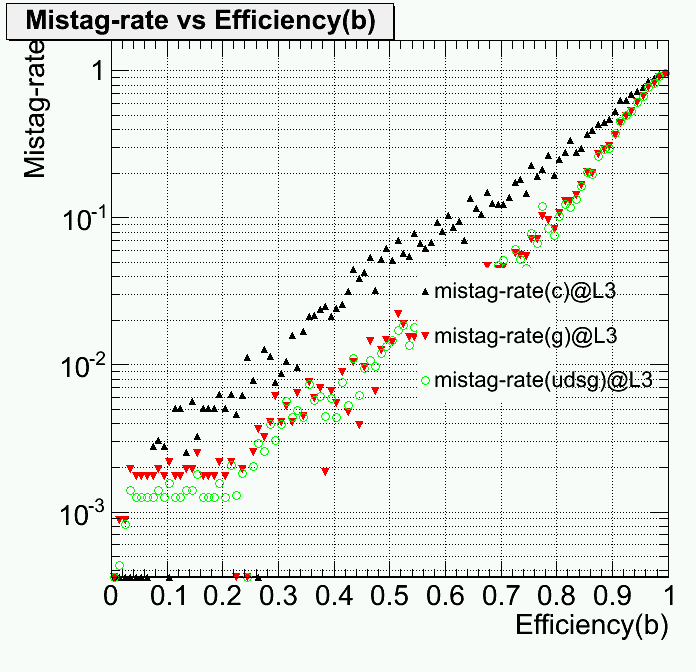 Mistag-rate vs Efficiency(b)
Mistag-rate
1
10^-1
10^-2
10^-3
mistag-rate(c)@L3
mistag-rate(g)@L3
mistag-rate(udsg)@L3
0 0.1 0.2 0.3 0.4 0.5 0.6 0.7 0.8 0.9 1
Efficiency(b)